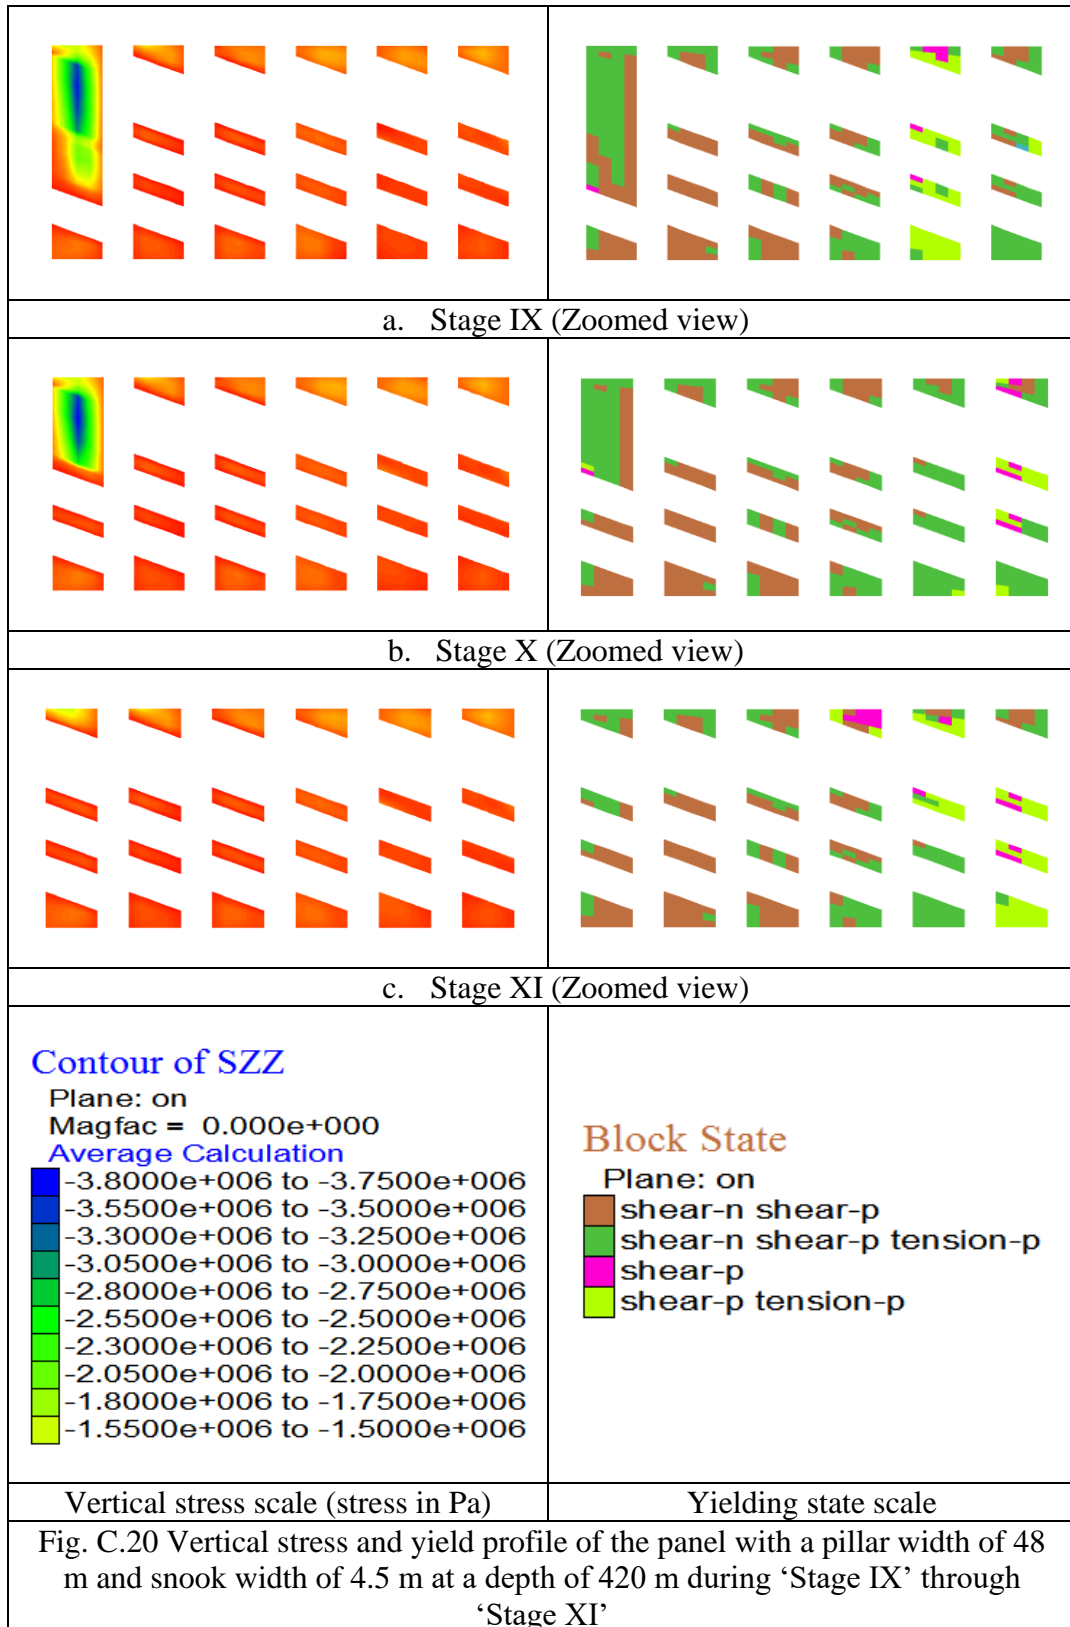 a. Stage IX (Zoomed view)
b. Stage X (Zoomed view)
c. Stage XI (Zoomed view)
Contour of SZZ
Plane: on
Magfac = 0.000e+000
Average Calculation
-3.8000e+006 to -3.7500e+006
-3.5500e+006 to -3.5000e+006
-3.3000e+006 to -3.2500e+006
-3.0500e+006 to -3.0000e+006
-2.8000e+006 to -2.7500e+006
-2.5500e+006 to -2.5000e+006
-2.3000e+006 to -2.2500e+006
-2.0500e+006 to -2.0000e+006
-1.8000e+006 to -1.7500e+006
-1.5500e+006 to -1.5000e+006
Block State
Plane: on
shear-n shear-p
shear-n shear-p tension-p
shear-p
shear-p tension-p
Vertical stress scale (stress in Pa)
Yielding state scale
Fig. C.20 Vertical stress and yield profile of the panel with a pillar width of 48
m and snook width of 4.5 m at a depth of 420 m during ‘Stage IX’ through
‘Stage XI’